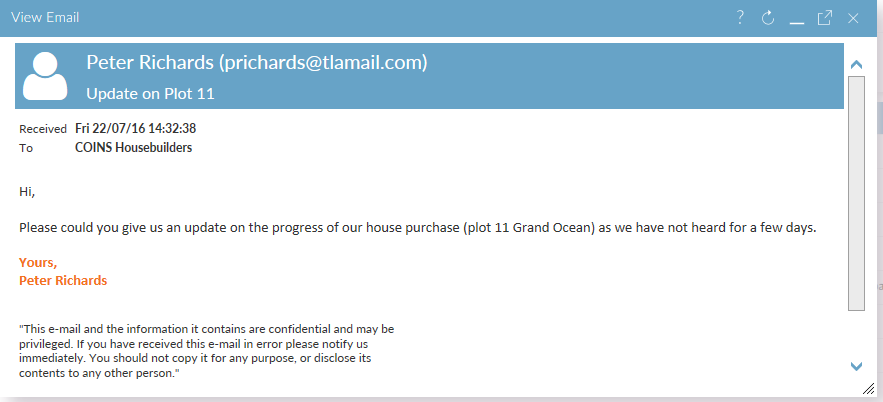 View Email
?
Peter Richards (prichards@tlamail.com)
Update on Plot 11
Received Fri 22/07/16 14:32:38
To COINS Housebuilders
Hi,
Please could you give us an update on the progress of our house purchase (plot 11 Grand Ocean) as we have not heard for a few days.
Yours,
Peter Richards
"This e-mail and the information it contains are confidential and may be
privileged. If you have received this e-mail in error please notify us
immediately. You should not copy it for any purpose, or disclose its
contents to any other person."